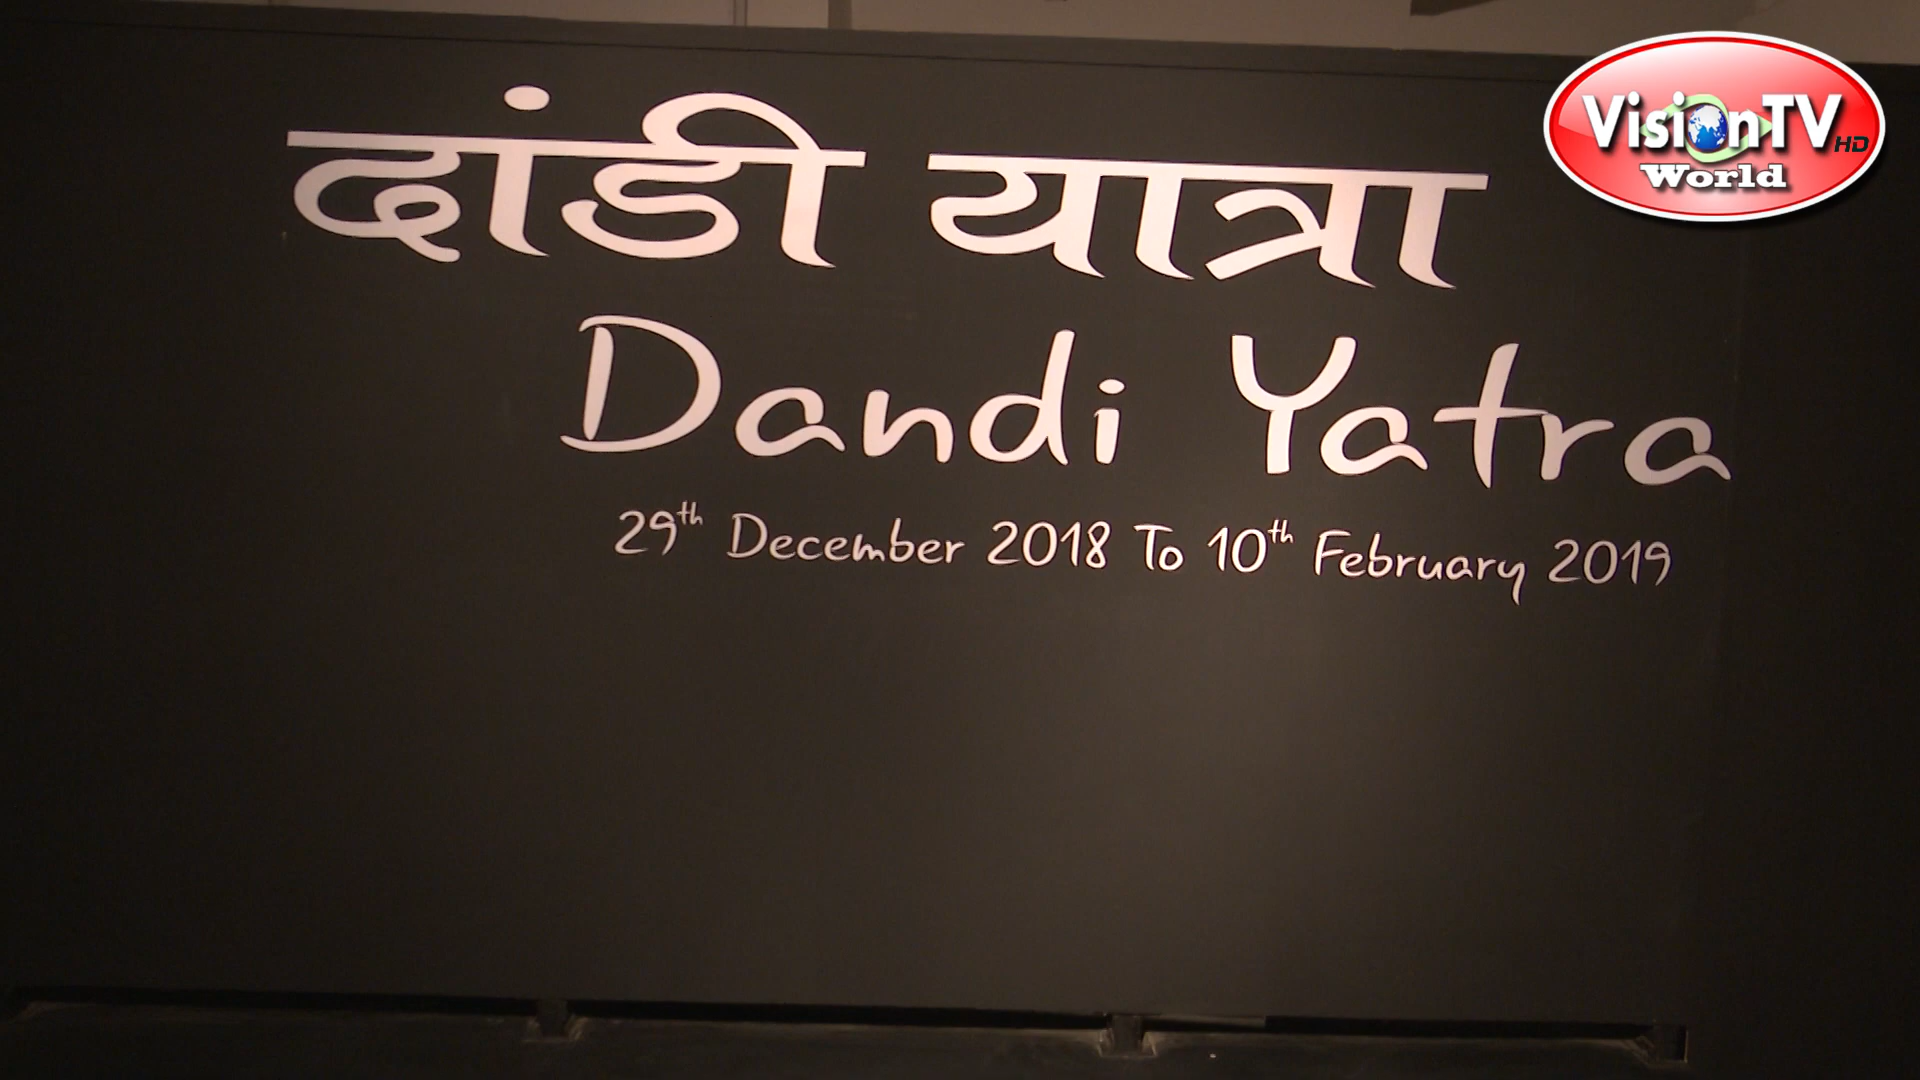 दांडी यात्रा
Dandi Yatra
29th December 2018 To 10th February 2019
VisionTV HD
World